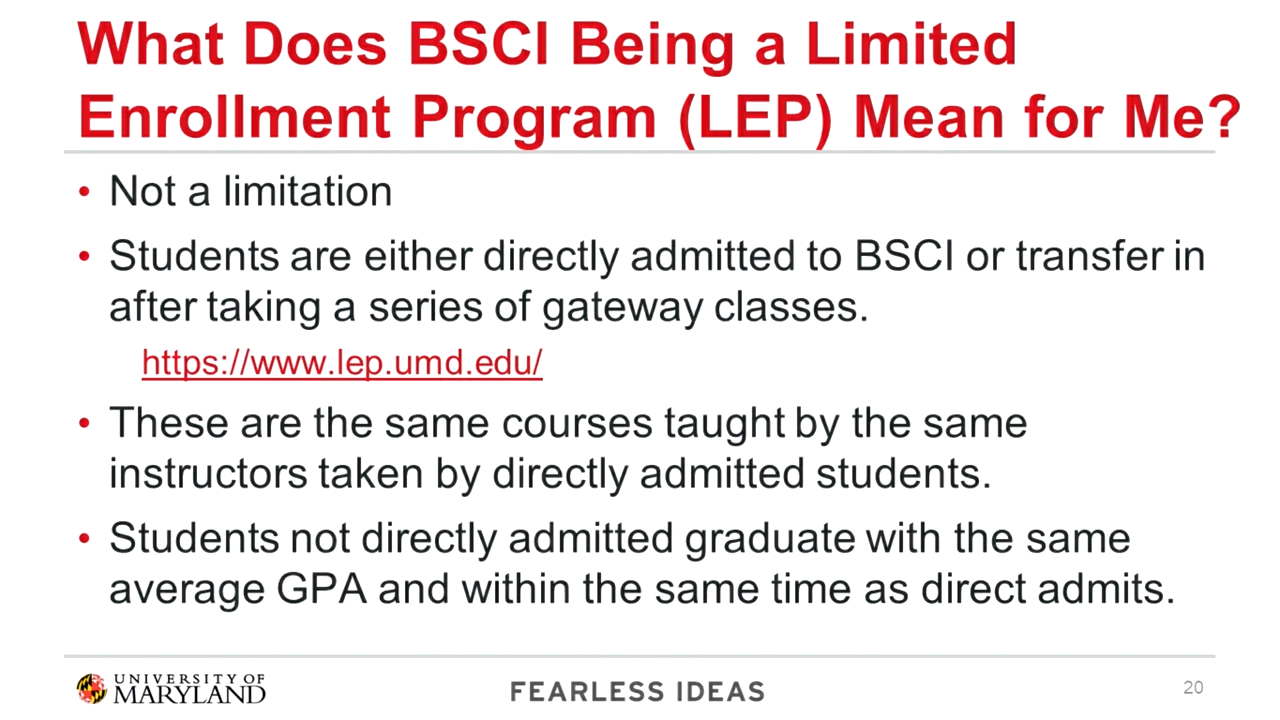 What Does BSCI Being a Limited
Enrollment Program (LEP) Mean for Me?
• Not a limitation
• Students are either directly admitted to BSCI or transfer in
after taking a series of gateway classes.
https://www.lep.umd.edu/
• These are the same courses taught by the same
instructors taken by directly admitted students.
• Students not directly admitted graduate with the same
average GPA and within the same time as direct admits.
UNIVERSITY OF
MARYLAND
FEARLESS IDEAS
20